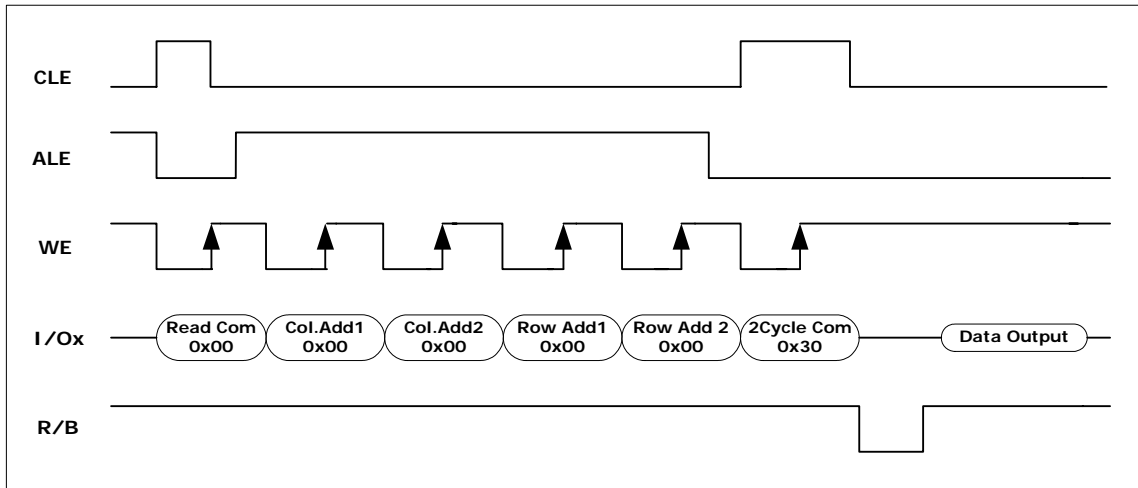 CLE
ALE
WE
I/Ox
Read Com
0x00
Col.Add1
0x00
Col.Add2
0x00
Row Add1
0x00
Row Add 2
0x00
2Cycle Com
0x30
Data Output
R/B